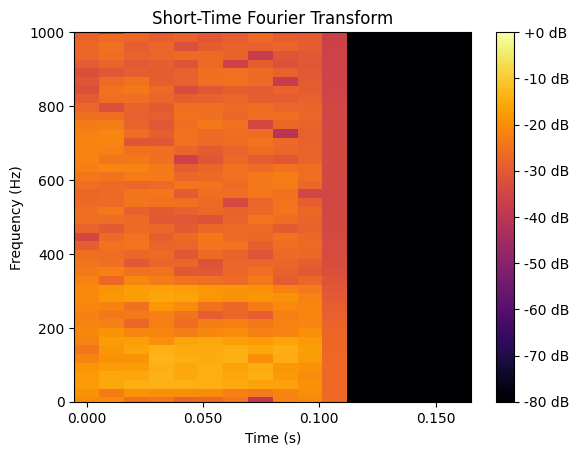 Short-Time Fourier Transform
1000
800
600
400
200
0
Frequency (Hz)
0.000
0.050
0.100
0.150
Time (s)
+0 dB
-10 dB
-20 dB
-30 dB
-40 dB
-50 dB
-60 dB
-70 dB
-80 dB